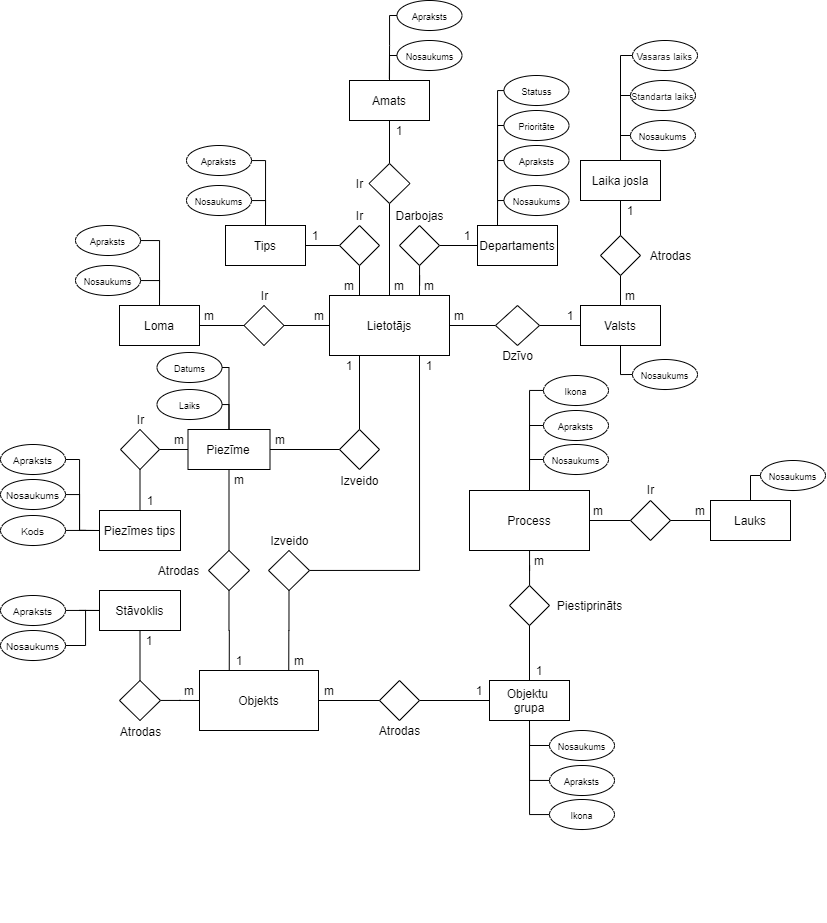 Apraksts
Nosaukums
Amats
1
Ir
Vasaras laiks
Standarta laiks
Nosaukums
Laika josla
1
Atrodas
m
Statuss
Prioritāte
Apraksts
Nosaukums
Darbojas
1
Departaments
m
Apraksts
Nosaukums
Tips
1
Ir
m
m
Apraksts
Nosaukums
Loma
m
Ir
m
Lietotājs
m
Dzīvo
1
Valsts
Nosaukums
1
1
Datums
Laiks
Ir
m
Piezīme
m
Izveido
m
Apraksts
Nosaukums
Kods
1
Piezīmes tips
Ikona
Apraksts
Nosaukums
Process
m
Ir
m
Lauks
Nosaukums
m
Piestiprināts
1
Izveido
Atrodas
Apraksts
Nosaukums
Stāvoklis
1
Atrodas
m
1
m
Objekts
m
Atrodas
1
Objektu
grupa
Nosaukums
Apraksts
Ikona